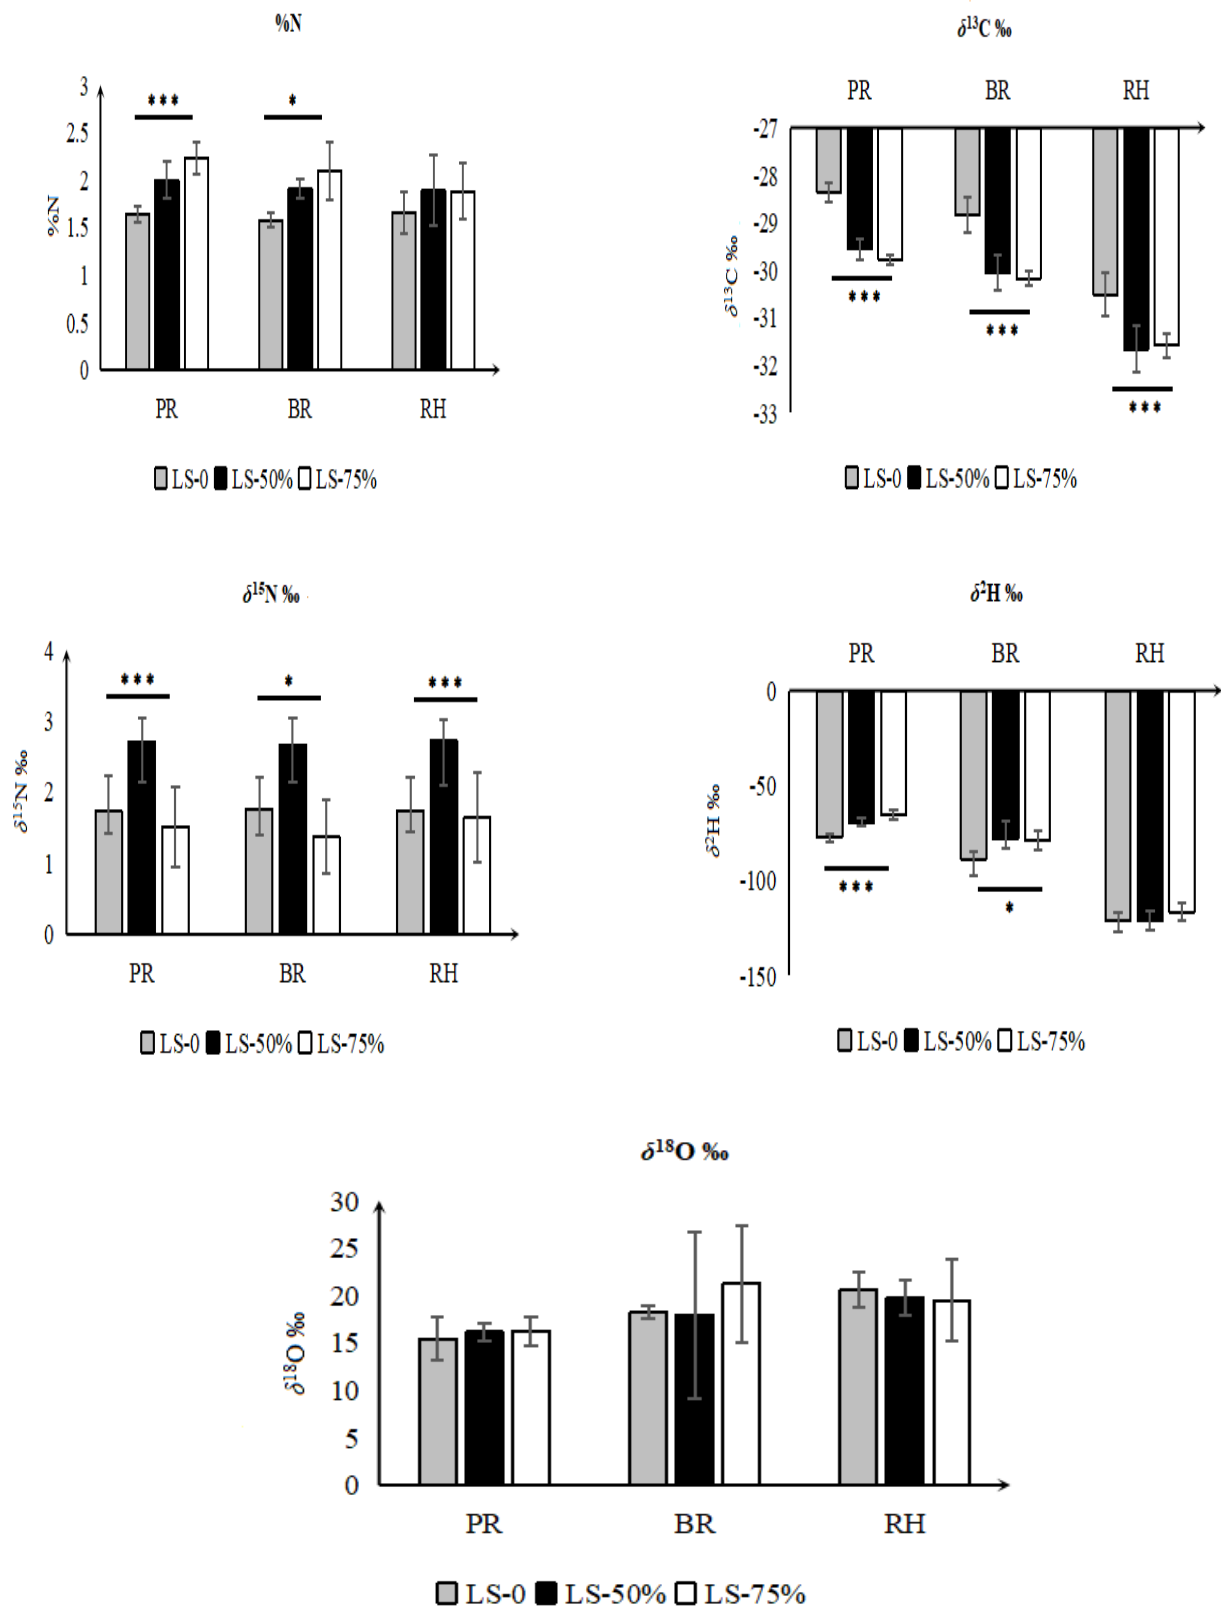 %N
3
2.5
2
1.5
1
0.5
0
%N
***
*
PR BR RH
LS-0 LS-50% LS-75%
δ¹³C ‰
PR BR RH
-27
-28
-29
-30
-31
-32
-33
δ¹³C ‰
***
***
***
LS-0 LS-50% LS-75%
δ¹⁵N ‰
4
3
2
1
0
δ¹⁵N ‰
***
*
***
PR BR RH
LS-0 LS-50% LS-75%
δ²H ‰
PR BR RH
0
-50
-100
-150
δ²H ‰
***
*
LS-0 LS-50% LS-75%
δ¹⁸O ‰
30
25
20
15
10
5
0
δ¹⁸O ‰
PR BR RH
LS-0 LS-50% LS-75%